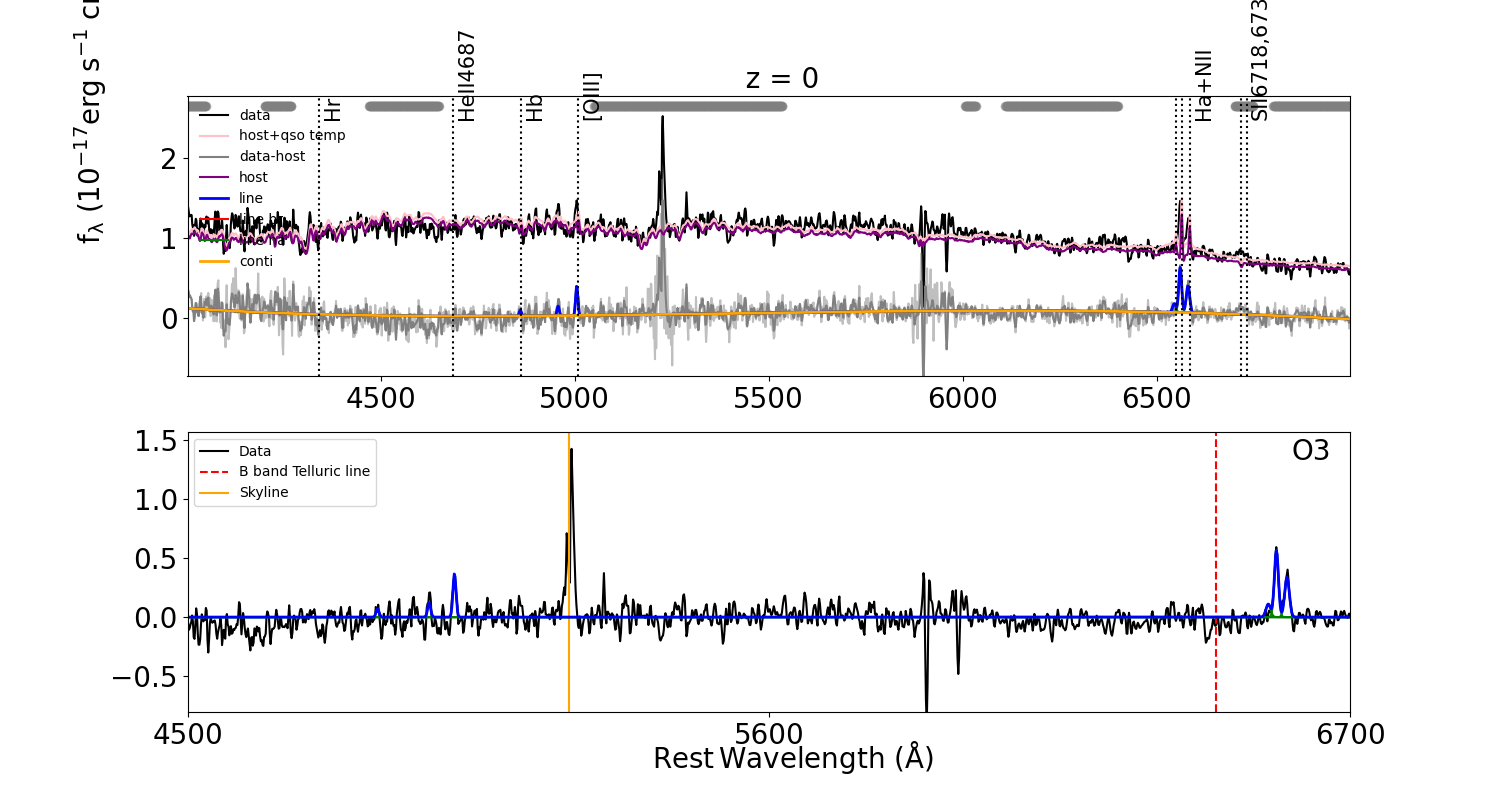 z = 0
fλ (10−17erg s−1 c
Hr
HeII4687
Hb
[OIII]
Ha+NII
SII6718,673
data
host+qso temp
data-host
host
line
conti
2
1
0
4500 5000 5500 6000 6500
1.5
1.0
0.5
0.0
−0.5
Data
B band Telluric line
Skyline
O3
4500 5600 6700
Rest Wavelength (Å)